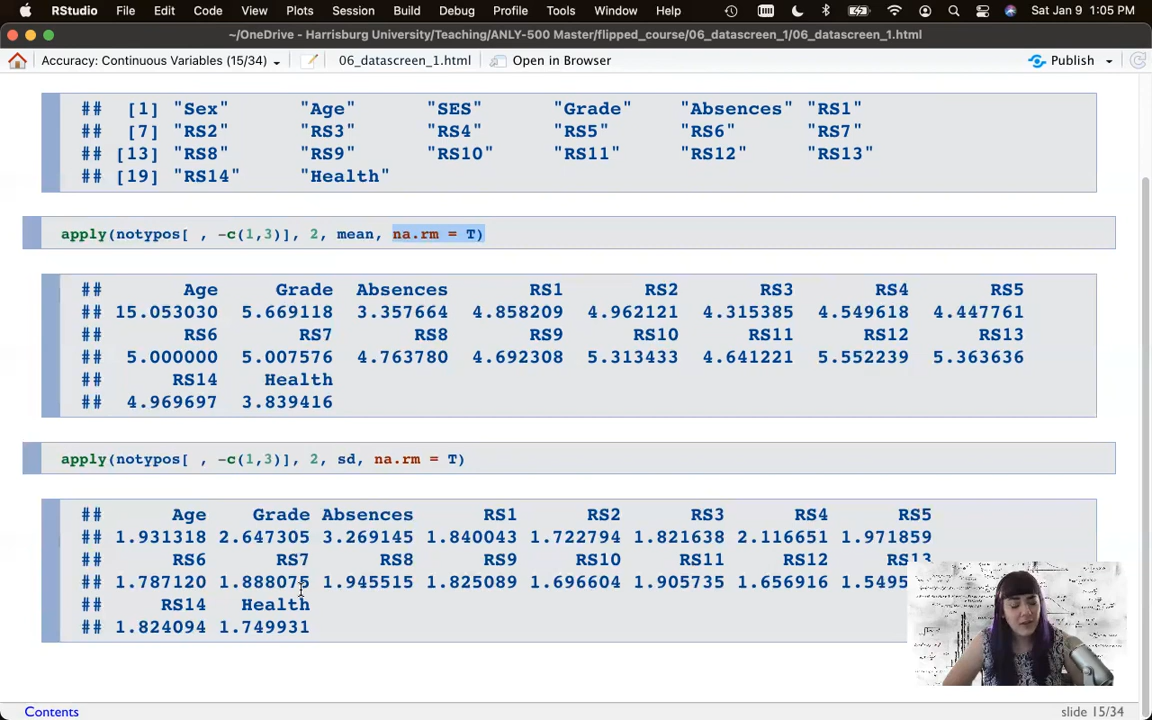 RStudio File Edit Code View Plots Session Build Debug Profile Tools Window Help Sat Jan 9 1:05 PM
~/OneDrive - Harrisburg University/Teaching/ANLY-500 Master/flipped_course/06_datascreen_1/06_datascreen_1.html
Accuracy: Continuous Variables (15/34) 06_datascreen_1.html Open in Browser Publish
## [1] "Sex" "Age" "SES" "Grade" "Absences" "RS1"
## [7] "RS2" "RS3" "RS4" "RS5" "RS6" "RS7"
## [13] "RS8" "RS9" "RS10" "RS11" "RS12" "RS13"
## [19] "RS14" "Health"
apply(notypos[ , -c(1,3)], 2, mean, na.rm = T)
## Age Grade Absences RS1 RS2 RS3 RS4 RS5
## 15.053030 5.669118 3.357664 4.858209 4.962121 4.315385 4.549618 4.447761
## RS6 RS7 RS8 RS9 RS10 RS11 RS12 RS13
## 5.000000 5.007576 4.763780 4.692308 5.313433 4.641221 5.552239 5.363636
## RS14 Health
## 4.969697 3.839416
apply(notypos[ , -c(1,3)], 2, sd, na.rm = T)
## Age Grade Absences RS1 RS2 RS3 RS4 RS5
## 1.931318 2.647305 3.269145 1.840043 1.722794 1.821638 2.116651 1.971859
## RS6 RS7 RS8 RS9 RS10 RS11 RS12 RS13
## 1.787120 1.888075 1.945515 1.825089 1.696604 1.905735 1.656916 1.5495
## RS14 Health
## 1.824094 1.749931
Contents slide 15/34